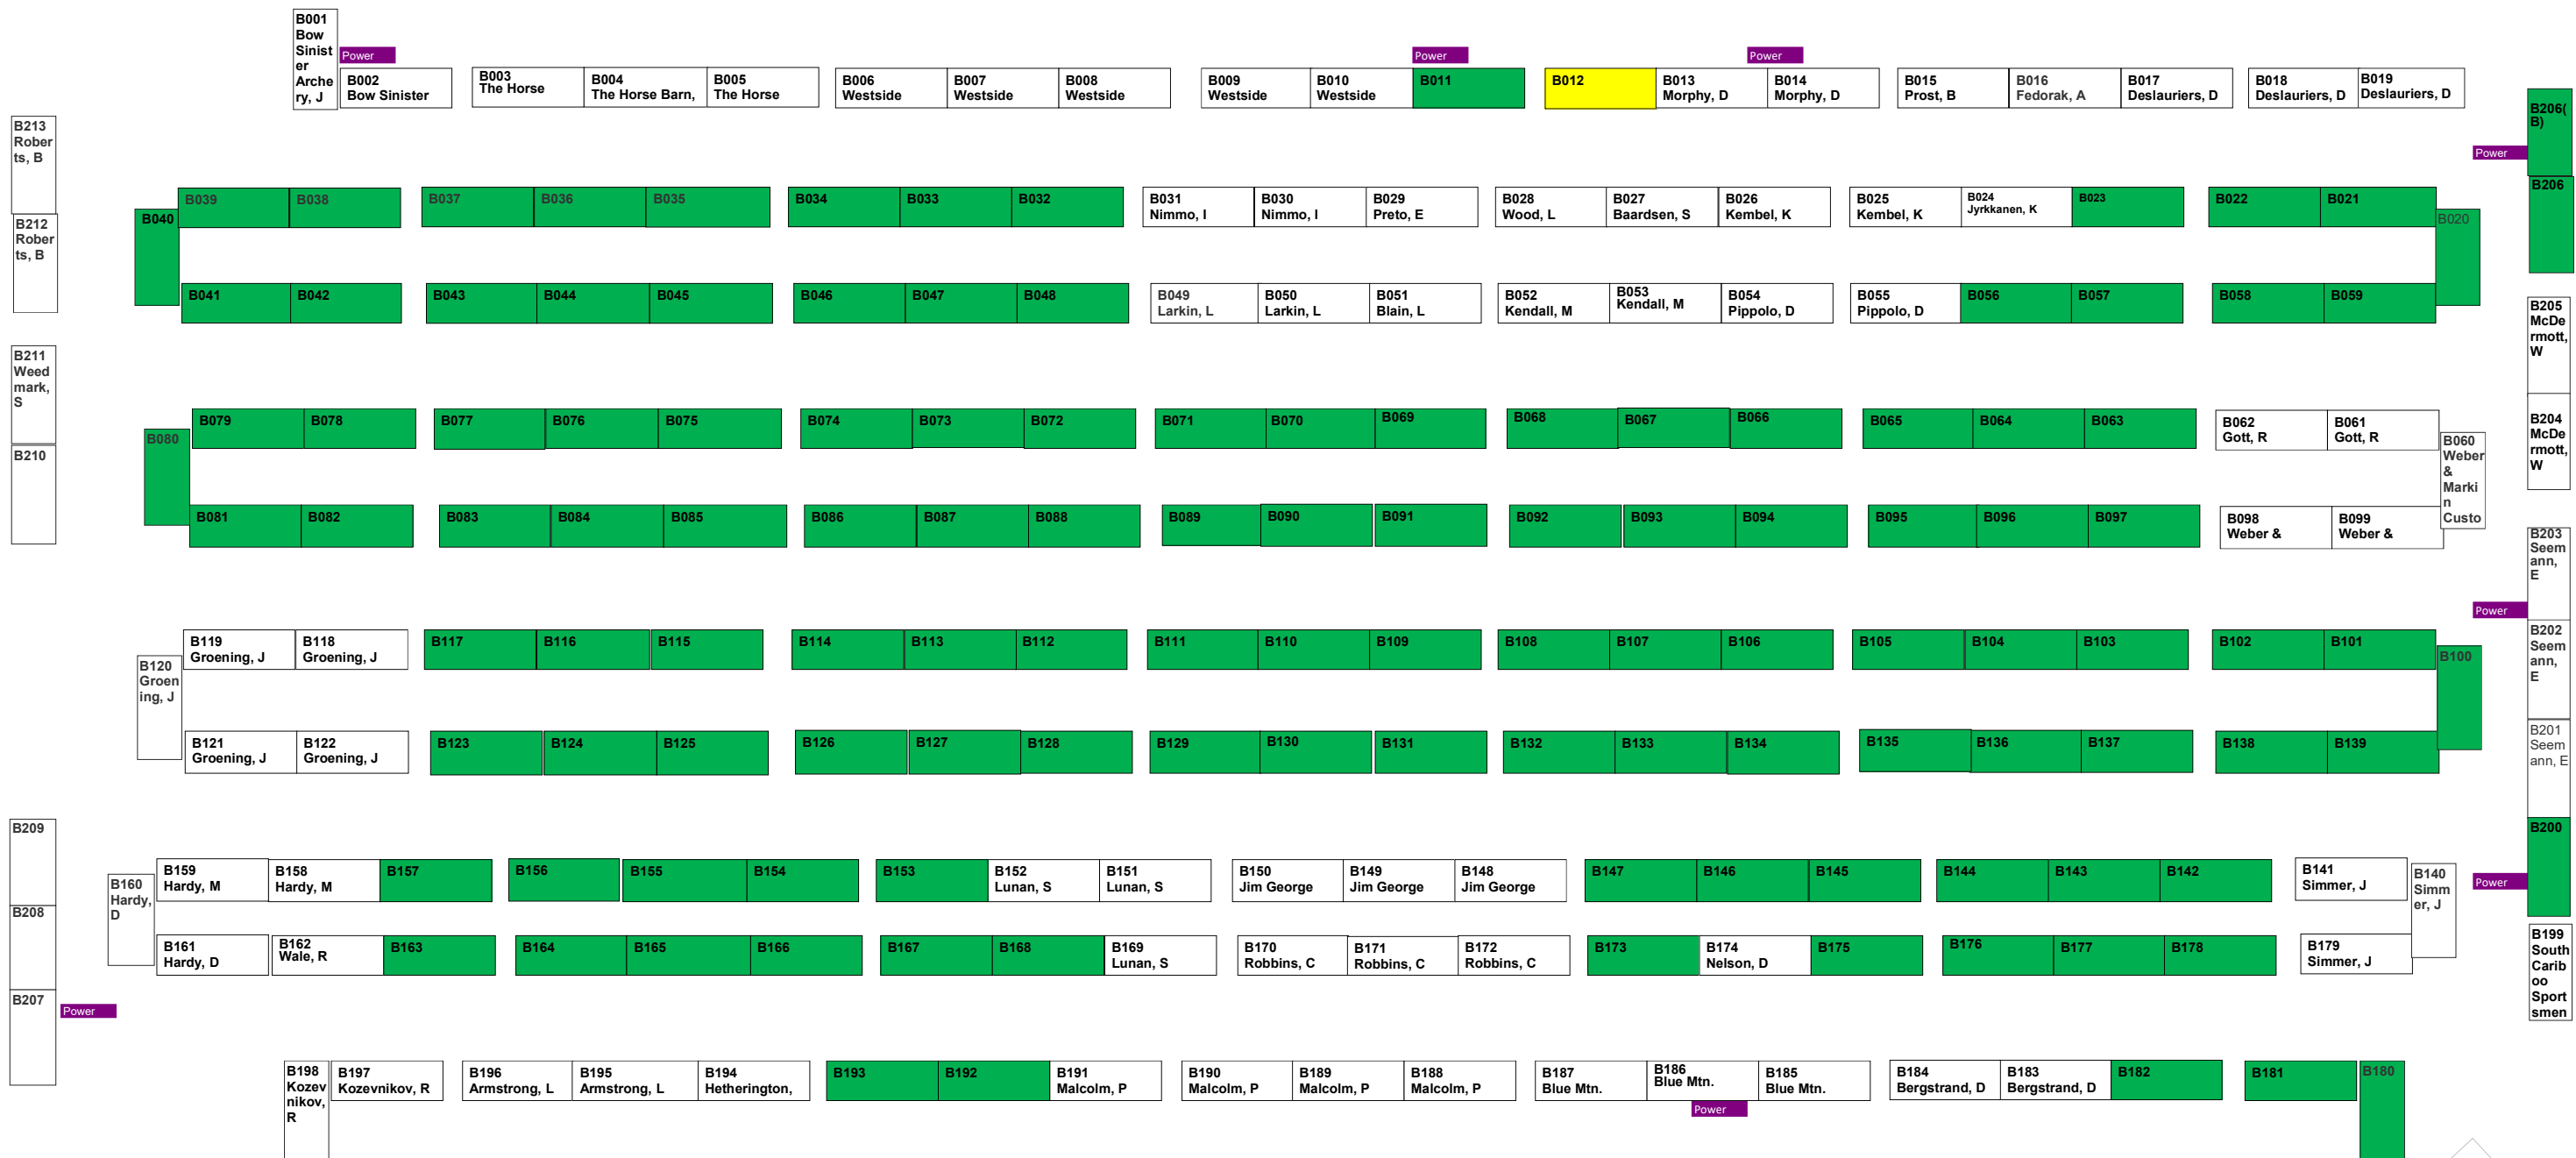 B001
Bow
Sinist
er
Arche
ry, J
Power
Power
Power
B002
Bow Sinister
B003
The Horse
B004
The Horse Barn,
B005
The Horse
B006
Westside
B007
Westside
B008
Westside
B009
Westside
B010
Westside
B011
B012
B013
Morphy, D
B014
Morphy, D
B015
Prost, B
B016
Fedorak, A
B017
Deslauriers, D
B018
Deslauriers, D
B019
Deslauriers, D
B206(
B)
Power
B206
B213
Rober
ts, B
B212
Rober
ts, B
B040
B039
B038
B037
B036
B035
B034
B033
B032
B031
Nimmo, I
B030
Nimmo, I
B029
Preto, E
B028
Wood, L
B027
Baardsen, S
B026
Kembel, K
B025
Kembel, K
B024
Jyrkkanen, K
B023
B022
B021
B020
B041
B042
B043
B044
B045
B046
B047
B048
B049
Larkin, L
B050
Larkin, L
B051
Blain, L
B052
Kendall, M
B053
Kendall, M
B054
Pippolo, D
B055
Pippolo, D
B056
B057
B058
B059
B205
McDe
rmott,
W
B211
Weed
mark,
S
B210
B080
B079
B078
B077
B076
B075
B074
B073
B072
B071
B070
B069
B068
B067
B066
B065
B064
B063
B062
Gott, R
B061
Gott, R
B060
Weber
&
Marki
n
Custo
B204
McDe
rmott,
W
B081
B082
B083
B084
B085
B086
B087
B088
B089
B090
B091
B092
B093
B094
B095
B096
B097
B098
Weber &
B099
Weber &
B203
Seem
ann,
E
Power
B202
Seem
ann,
E
B201
Seem
ann, E
B120
Groen
ing, J
B119
Groening, J
B118
Groening, J
B117
B116
B115
B114
B113
B112
B111
B110
B109
B108
B107
B106
B105
B104
B103
B102
B101
B100
B121
Groening, J
B122
Groening, J
B123
B124
B125
B126
B127
B128
B129
B130
B131
B132
B133
B134
B135
B136
B137
B138
B139
B200
Power
B209
B208
B207
Power
B160
Hardy,
D
B159
Hardy, M
B158
Hardy, M
B157
B156
B155
B154
B153
B152
Lunan, S
B151
Lunan, S
B150
Jim George
B149
Jim George
B148
Jim George
B147
B146
B145
B144
B143
B142
B141
Simmer, J
B140
Simm
er, J
B161
Hardy, D
B162
Wale, R
B163
B164
B165
B166
B167
B168
B169
Lunan, S
B170
Robbins, C
B171
Robbins, C
B172
Robbins, C
B173
B174
Nelson, D
B175
B176
B177
B178
B179
Simmer, J
B199
South
Carib
oo
Sport
smen
B198
Kozev
nikov,
R
B197
Kozevnikov, R
B196
Armstrong, L
B195
Armstrong, L
B194
Hetherington,
B193
B192
B191
Malcolm, P
B190
Malcolm, P
B189
Malcolm, P
B188
Malcolm, P
B187
Blue Mtn.
B186
Blue Mtn.
B185
Blue Mtn.
Power
B184
Bergstrand, D
B183
Bergstrand, D
B182
B181
B180